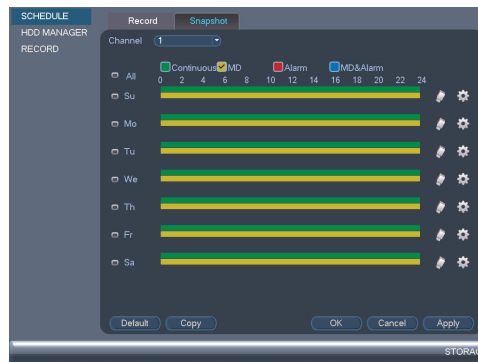 SCHEDULE
HDD MANAGER
RECORD
Record Snapshot
Channel 1
All Continuous MD Alarm MD&Alarm
0 2 4 6 8 10 12 14 16 18 20 22 24
Su
Mo
Tu
We
Th
Fr
Sa
Default Copy OK Cancel Apply